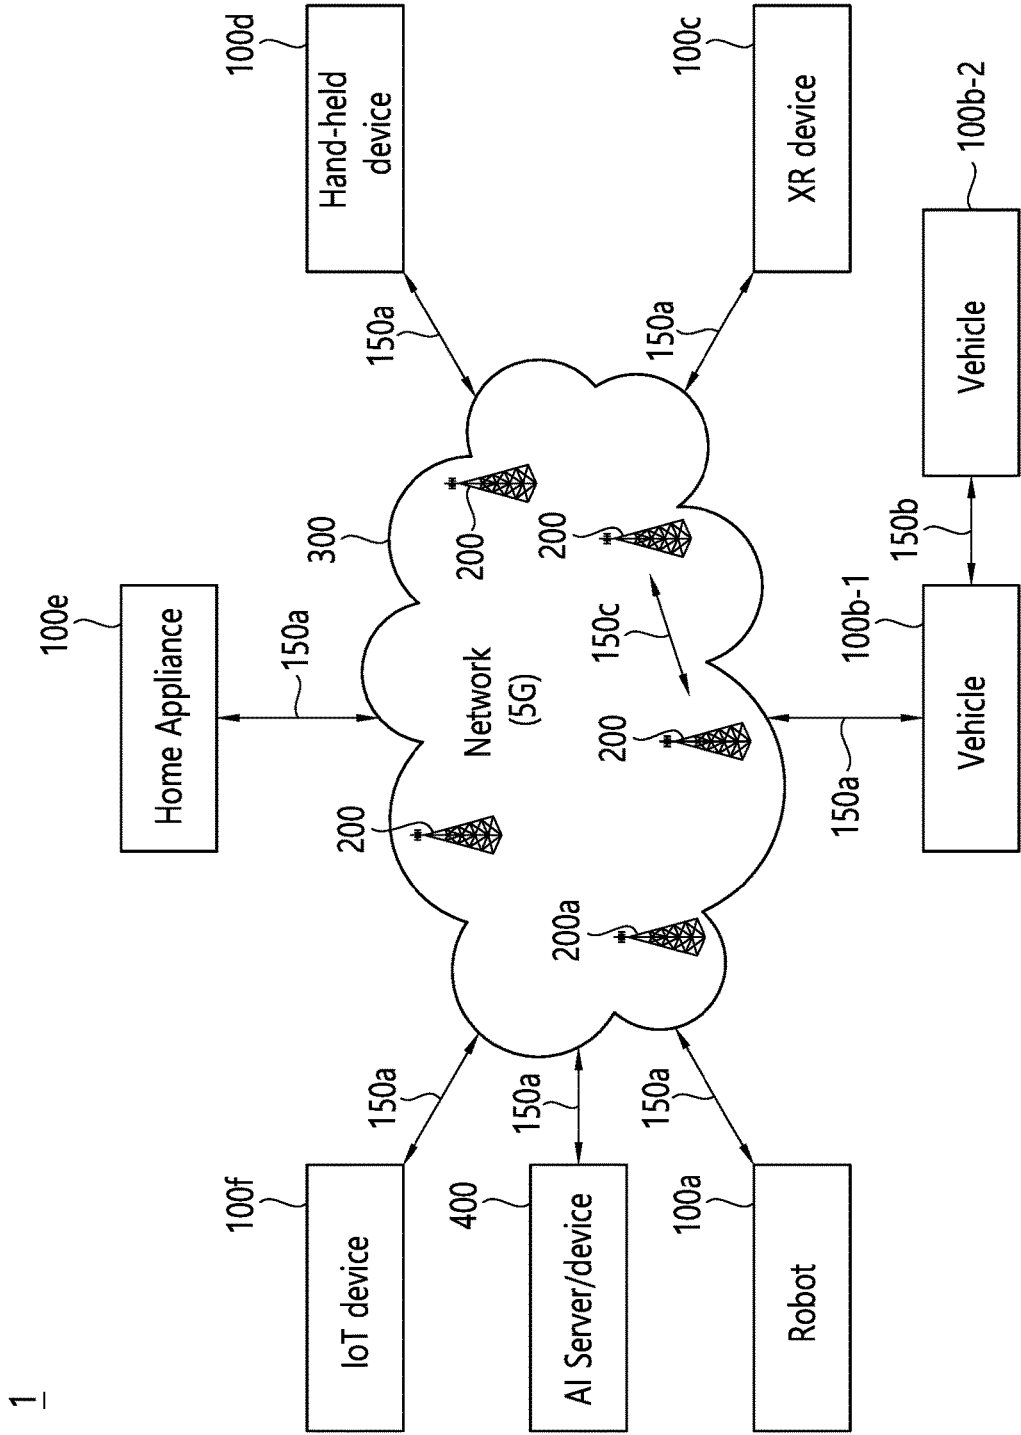 1
100e
Home Appliance
100f
100d
150a
300
200
IoT device
Hand-held
device
150a
150a
400
200
Network
(5G)
150a
200
200a
AI Server/device
150c
200
150a
150a
100a
100c
Robot
XR device
150a
100b-1
150b
Vehicle
Vehicle
100b-2